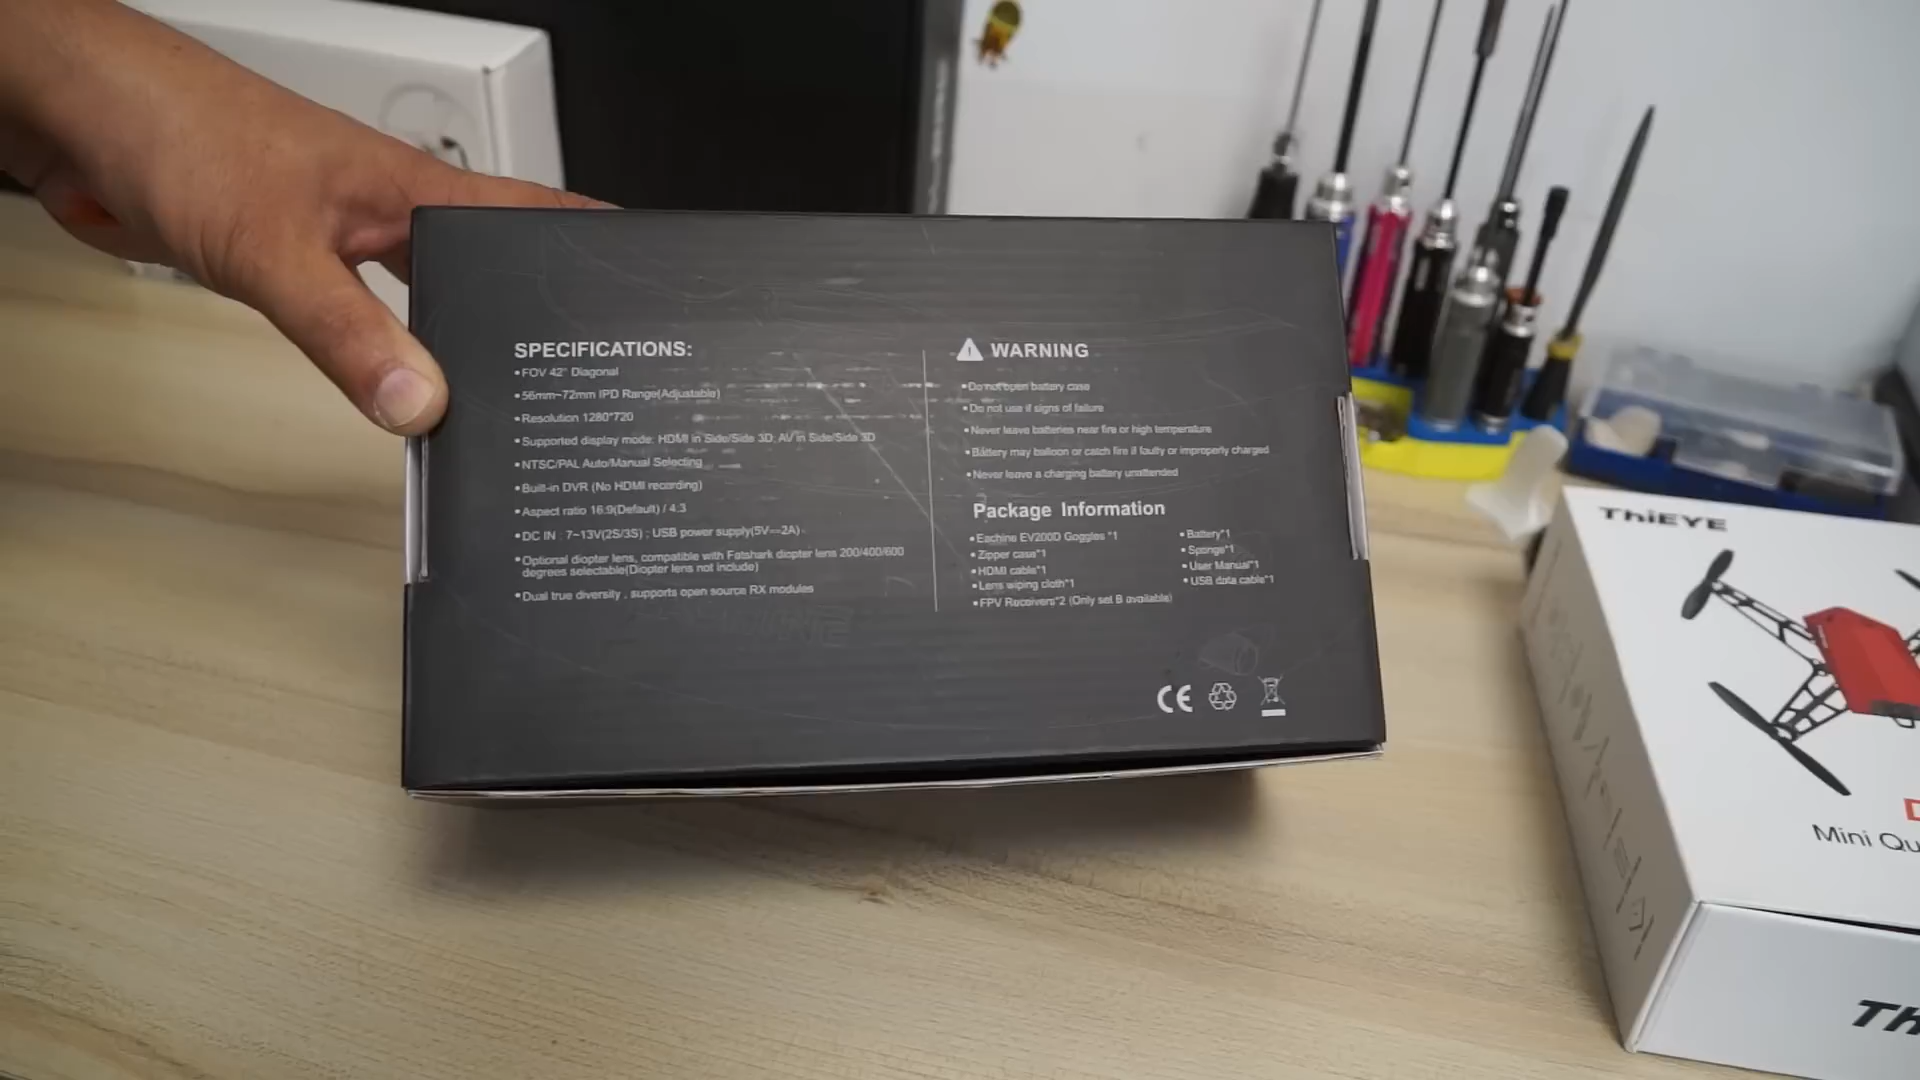 SPECIFICATIONS:
•FOV 42° Diagonal
•56mm~72mm IPD Range(Adjustable)
•Resolution 1280*720
•Supported display mode: HDMI in Side/Side 3D; AV in Side/Side 3D
•NTSC/PAL Auto/Manual Selecting
•Built-in DVR (No HDMI recording)
•Aspect ratio 16:9(Default) / 4:3
•DC IN : 7~13V(2S/3S) ; USB power supply(5V⎓2A)
•Optional diopter lens, compatible with Fatshark diopter lens 200/400/600
degrees selectable(Diopter lens not include)
•Dual true diversity , supports open source RX modules
WARNING
•Do not open battery case
•Do not use if signs of failure
•Never leave batteries near fire or high temperature
•Battery may balloon or catch fire if faulty or improperly charged
•Never leave a charging battery unattended
Package Information
•Eachine EV200D Goggles *1
•Zipper case*1
•HDMI cable*1
•Lens wiping cloth*1
•FPV Receivers*2 (Only set B available)
•Battery*1
•Sponge*1
•User Manual*1
•USB data cable*1
CE
ThiEYE
Mini Qu
Th